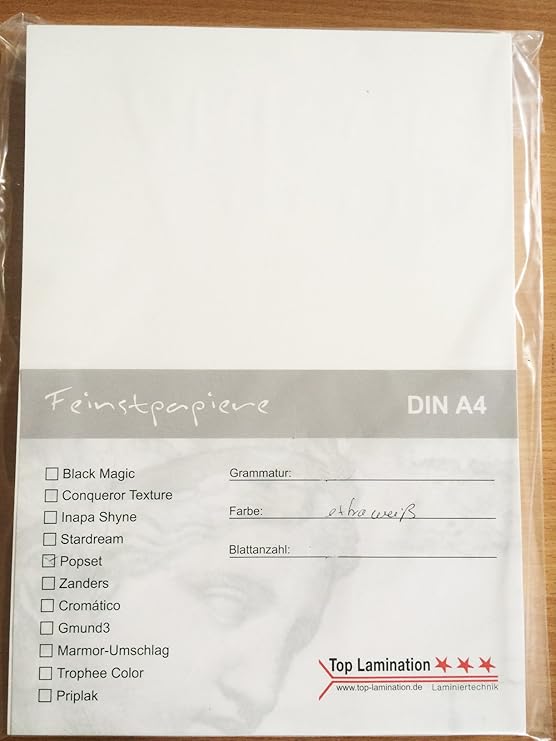 Feinstpapiere DIN A4
Black Magic
Conqueror Texture
Inapa Shyne
Stardream
Popset
Zanders
Cromático
Gmund3
Marmor-Umschlag
Trophee Color
Priplak
Grammatur:
Farbe: extraweiß
Blattanzahl:
Top Lamination
www.top-lamination.de Laminiertechnik